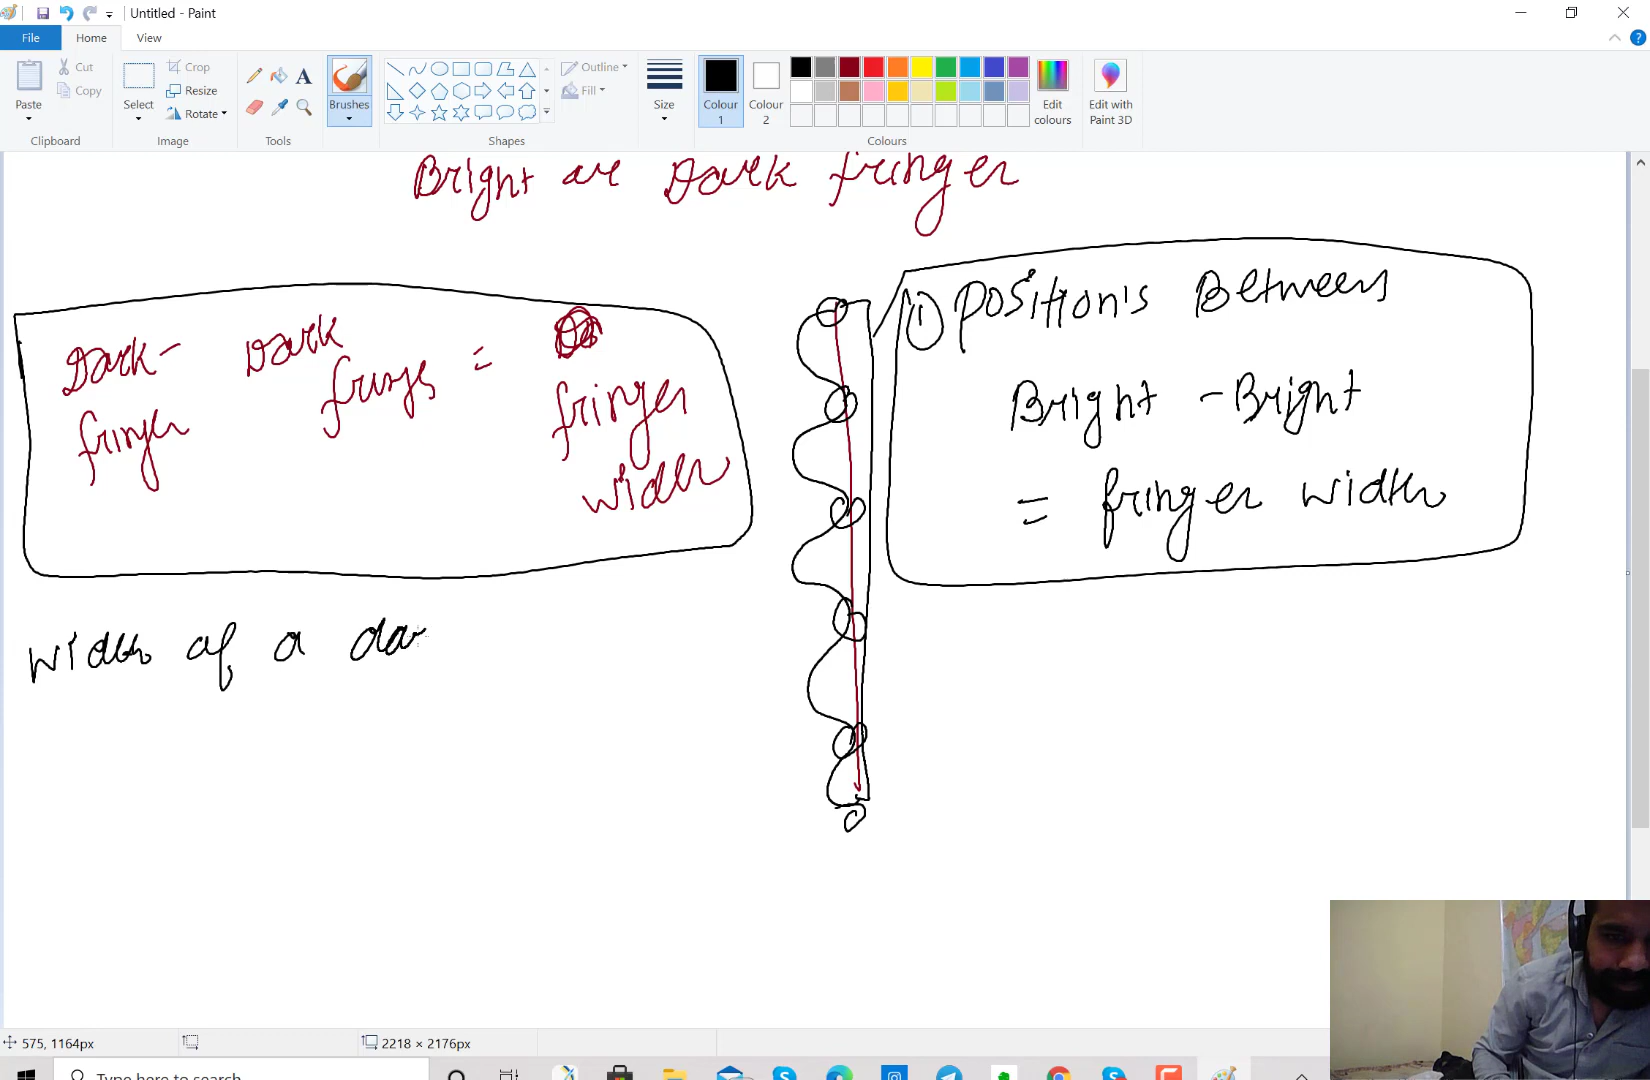 Untitled - Paint
File Home View
Paste
Cut
Copy
Clipboard
Select
Crop
Resize
Rotate
Image
Tools
Brushes
Shapes
Outline
Fill
Size
Colour 1
Colour 2
Colours
Edit colours
Edit with Paint 3D
Bright are Dark fringer
Dark- Dark =
fringer fringe fringer
width
① Position's Between
Bright - Bright
= fringer width
width of a dar
0
575, 1164px
2218 × 2176px
Type here to search